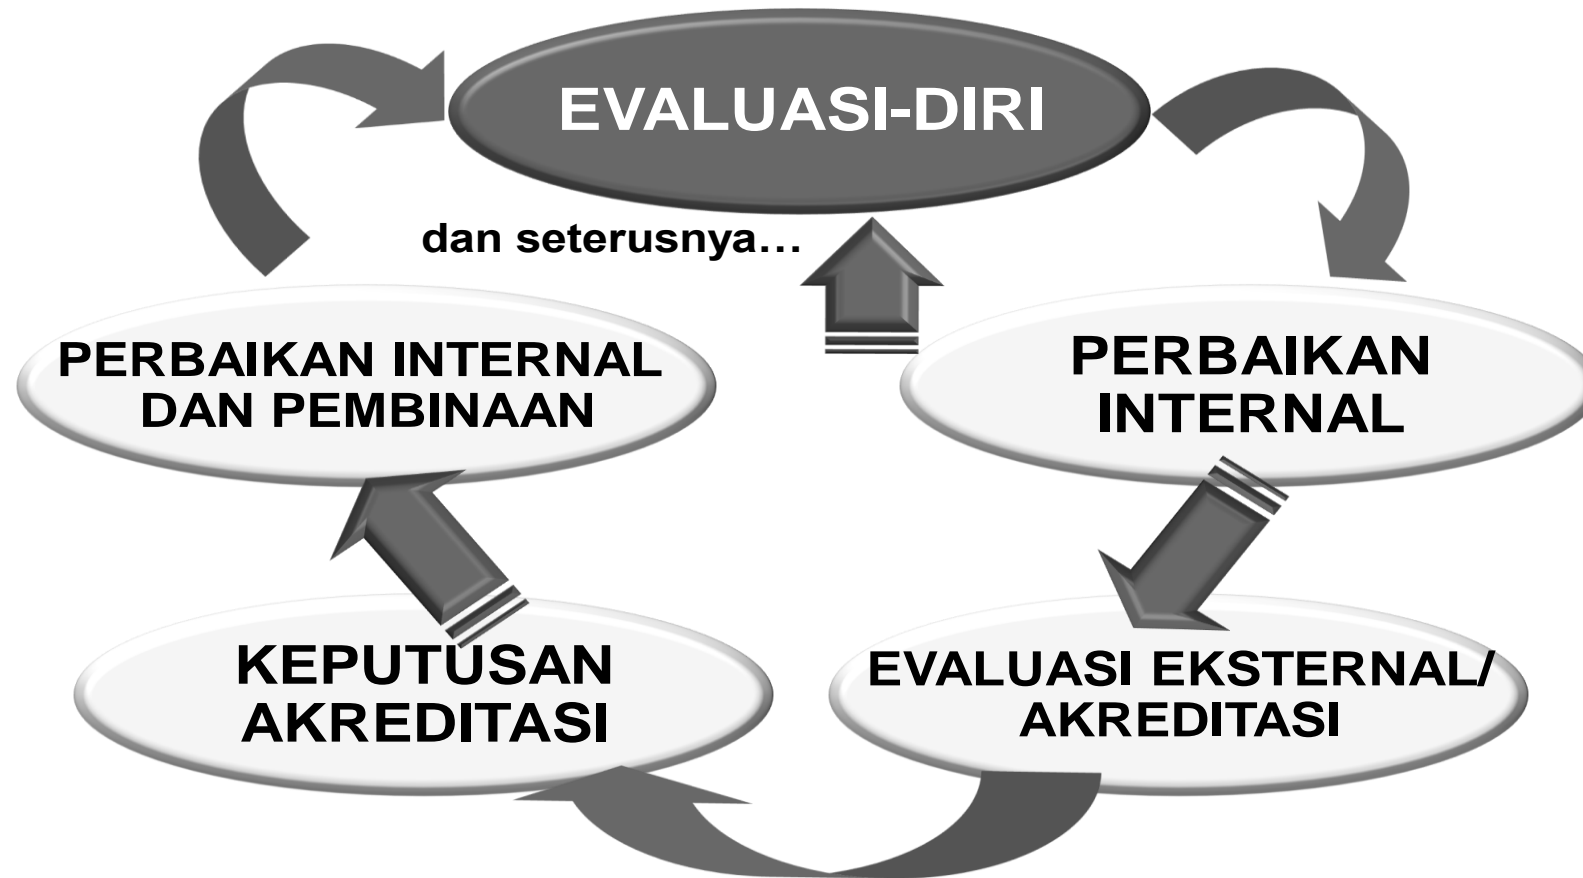 EVALUASI-DIRI
dan seterusnya...
PERBAIKAN INTERNAL
DAN PEMBINAAN
PERBAIKAN
INTERNAL
KEPUTUSAN
AKREDITASI
EVALUASI EKSTERNAL/
AKREDITASI